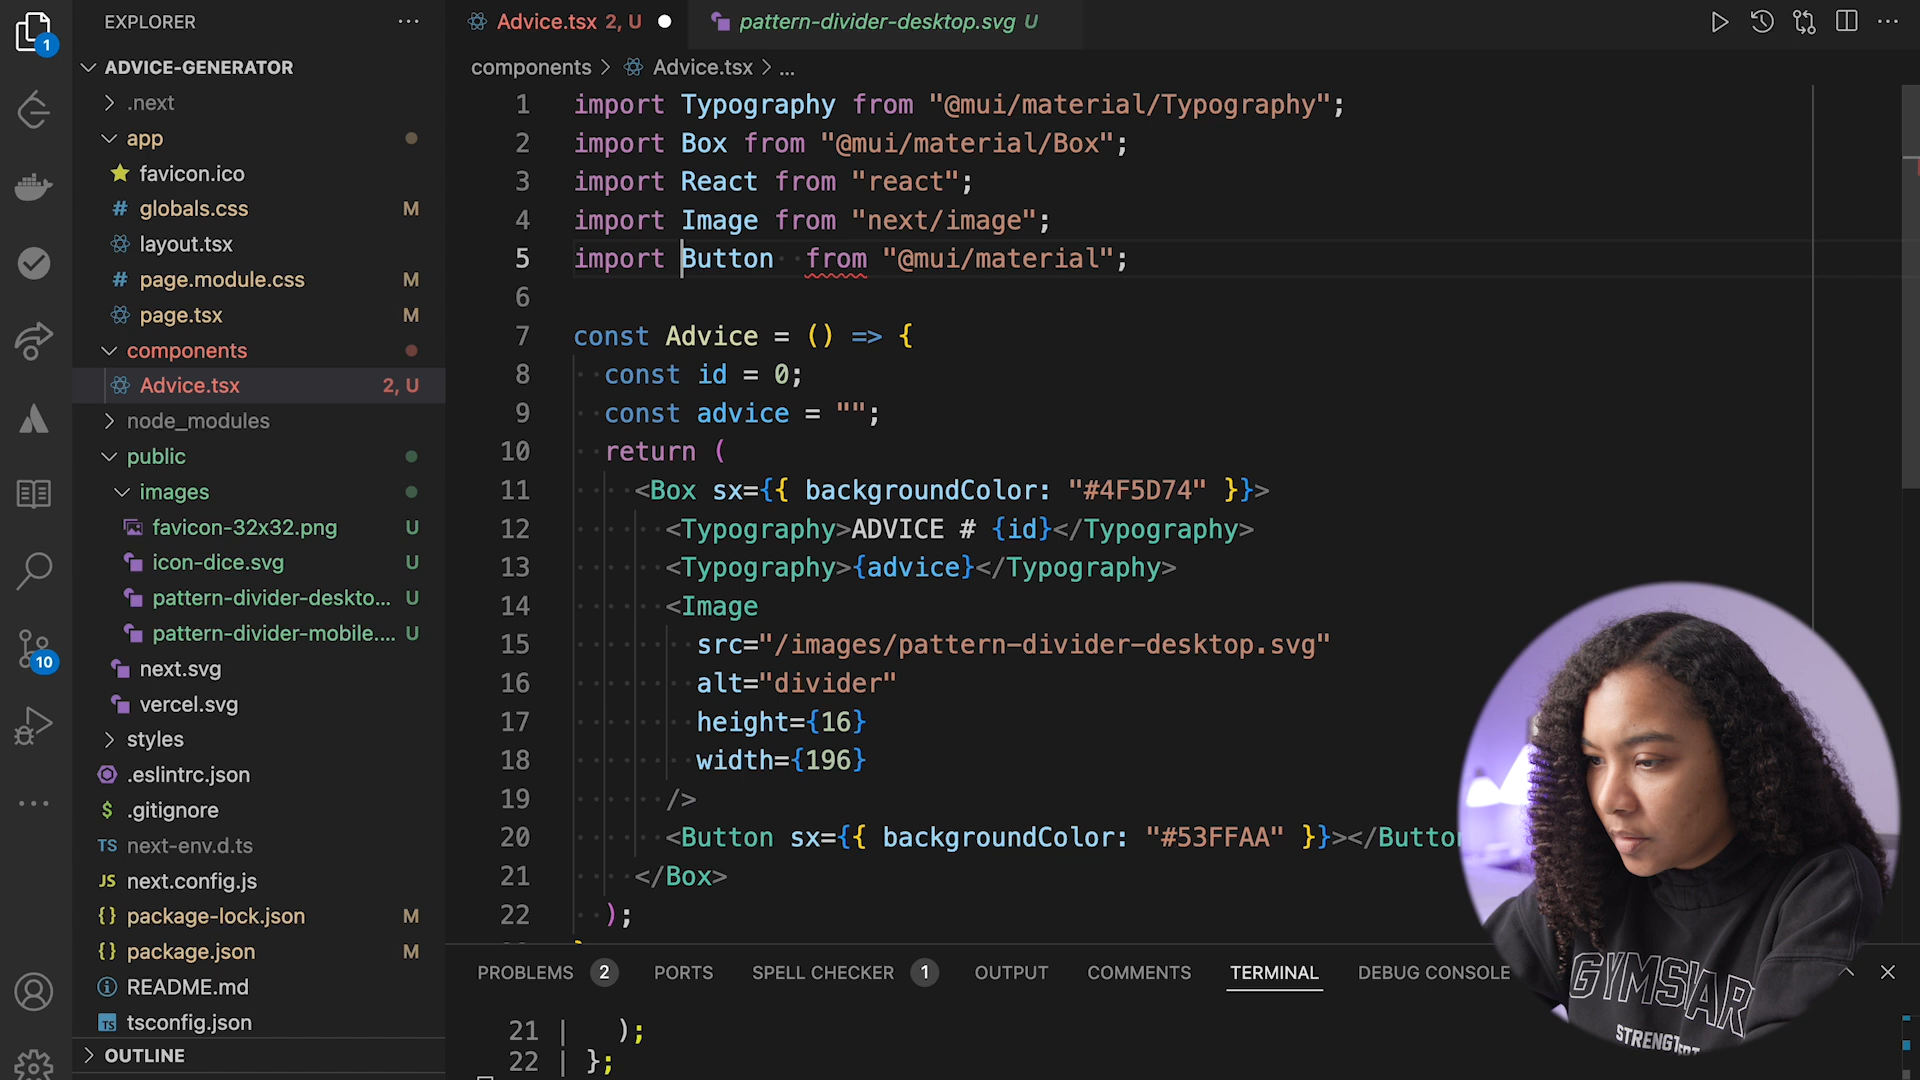 1
EXPLORER
ADVICE-GENERATOR
.next
app
favicon.ico
globals.css M
layout.tsx
page.module.css M
page.tsx M
components
Advice.tsx 2, U
node_modules
public
images
favicon-32x32.png U
icon-dice.svg U
pattern-divider-deskto... U
pattern-divider-mobile.... U
next.svg
vercel.svg
styles
.eslintrc.json
.gitignore
TS next-env.d.ts
JS next.config.js
{} package-lock.json M
{} package.json M
README.md
TS tsconfig.json
OUTLINE
10
Advice.tsx 2, U
pattern-divider-desktop.svg U
components > Advice.tsx > ...
1 import Typography from "@mui/material/Typography";
2 import Box from "@mui/material/Box";
3 import React from "react";
4 import Image from "next/image";
5 import Button from "@mui/material";
6
7 const Advice = () => {
8 const id = 0;
9 const advice = "";
10 return (
11 <Box sx={{ backgroundColor: "#4F5D74" }}>
12 <Typography>ADVICE # {id}</Typography>
13 <Typography>{advice}</Typography>
14 <Image
15 src="/images/pattern-divider-desktop.svg"
16 alt="divider"
17 height={16}
18 width={196}
19 />
20 <Button sx={{ backgroundColor: "#53FFAA" }}></Button
21 </Box>
22 );
PROBLEMS 2 PORTS SPELL CHECKER 1 OUTPUT COMMENTS TERMINAL DEBUG CONSOLE
21 | );
22 | };
GYMSHARK